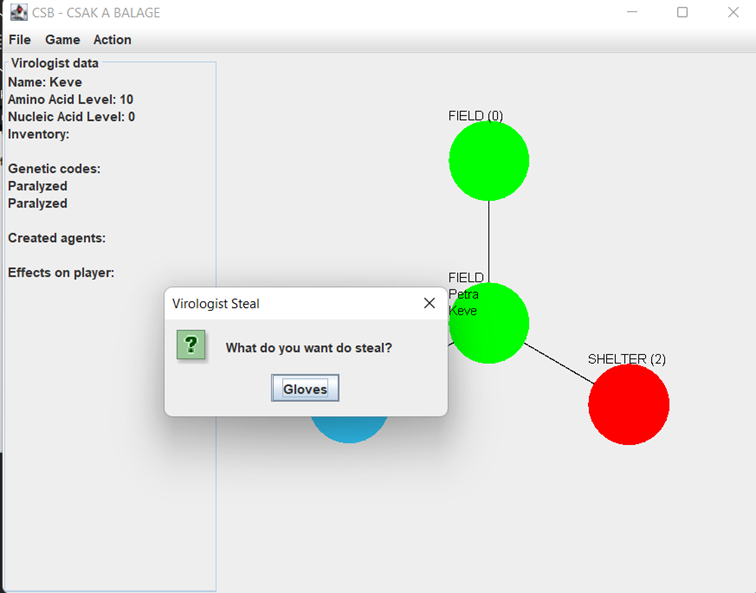 CSB - CSAK A BALAGE
File Game Action
Virologist data
Name: Keve
Amino Acid Level: 10
Nucleic Acid Level: 0
Inventory:
Genetic codes:
Paralyzed
Paralyzed
Created agents:
Effects on player:
FIELD (0)
FIELD
Petra
Keve
SHELTER (2)
Virologist Steal
?
What do you want do steal?
Gloves